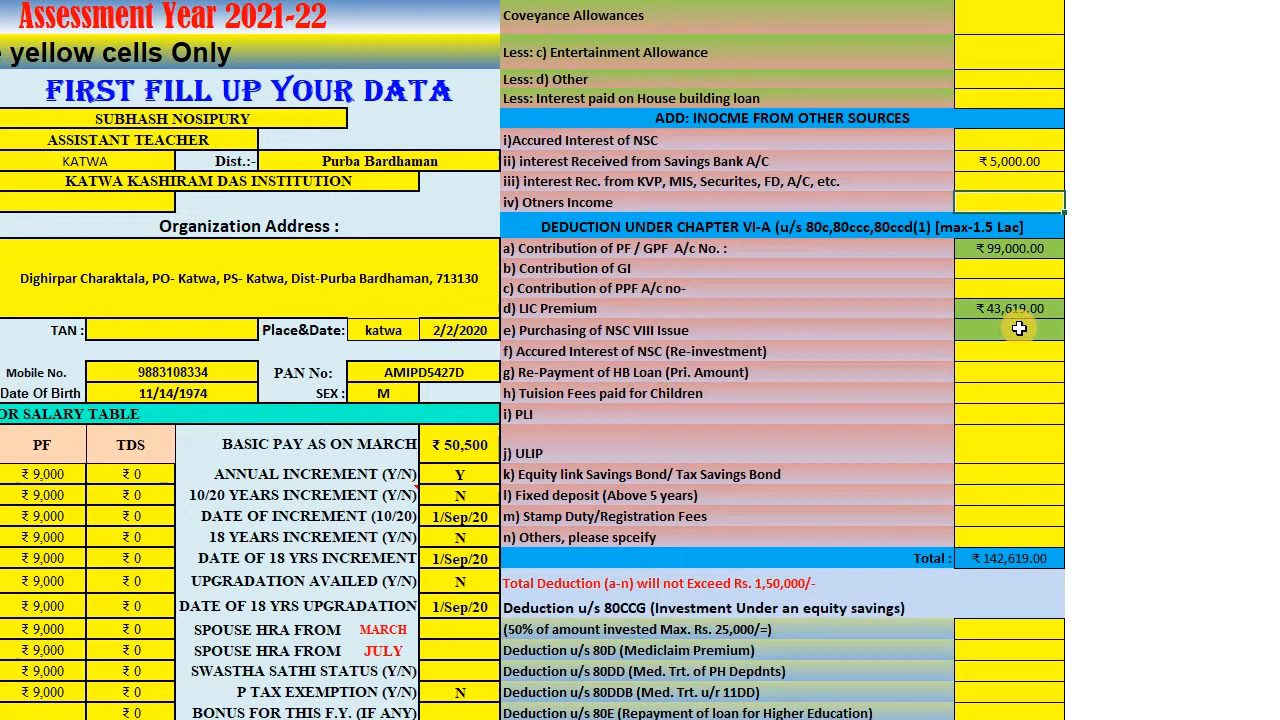 Assessment Year 2021-22
e yellow cells Only
FIRST FILL UP YOUR DATA
SUBHASH NOSIPURY
ASSISTANT TEACHER
KATWA Dist.:- Purba Bardhaman
KATWA KASHIRAM DAS INSTITUTION
Organization Address :
Dighirpar Charaktala, PO- Katwa, PS- Katwa, Dist-Purba Bardhaman, 713130
TAN : Place&Date: katwa 2/2/2020
Mobile No. 9883108334 PAN No: AMIPD5427D
Date Of Birth 11/14/1974 SEX : M
OR SALARY TABLE
PF TDS BASIC PAY AS ON MARCH ₹ 50,500
₹ 9,000 ₹ 0 ANNUAL INCREMENT (Y/N) Y
₹ 9,000 ₹ 0 10/20 YEARS INCREMENT (Y/N) N
₹ 9,000 ₹ 0 DATE OF INCREMENT (10/20) 1/Sep/20
₹ 9,000 ₹ 0 18 YEARS INCREMENT (Y/N) N
₹ 9,000 ₹ 0 DATE OF 18 YRS INCREMENT 1/Sep/20
₹ 9,000 ₹ 0 UPGRADATION AVAILED (Y/N) N
₹ 9,000 ₹ 0 DATE OF 18 YRS UPGRADATION 1/Sep/20
₹ 9,000 ₹ 0 SPOUSE HRA FROM MARCH
₹ 9,000 ₹ 0 SPOUSE HRA FROM JULY
₹ 9,000 ₹ 0 SWASTHA SATHI STATUS (Y/N)
₹ 9,000 ₹ 0 P TAX EXEMPTION (Y/N) N
₹ 0 BONUS FOR THIS F.Y. (IF ANY)
Coveyance Allowances
Less: c) Entertainment Allowance
Less: d) Other
Less: Interest paid on House building loan
ADD: INOCME FROM OTHER SOURCES
i)Accured Interest of NSC
ii) interest Received from Savings Bank A/C ₹ 5,000.00
iii) interest Rec. from KVP, MIS, Securites, FD, A/C, etc.
iv) Otners Income
DEDUCTION UNDER CHAPTER VI-A (u/s 80c,80ccc,80ccd(1) [max-1.5 Lac]
a) Contribution of PF / GPF A/c No. : ₹ 99,000.00
b) Contribution of GI
c) Contribution of PPF A/c no-
d) LIC Premium ₹ 43,619.00
e) Purchasing of NSC VIII Issue
f) Accured Interest of NSC (Re-investment)
g) Re-Payment of HB Loan (Pri. Amount)
h) Tuision Fees paid for Children
i) PLI
j) ULIP
k) Equity link Savings Bond/ Tax Savings Bond
l) Fixed deposit (Above 5 years)
m) Stamp Duty/Registration Fees
n) Others, please spceify
Total : ₹ 142,619.00
Total Deduction (a-n) will not Exceed Rs. 1,50,000/-
Deduction u/s 80CCG (Investment Under an equity savings)
(50% of amount invested Max. Rs. 25,000/=)
Deduction u/s 80D (Mediclaim Premium)
Deduction u/s 80DD (Med. Trt. of PH Depdnts)
Deduction u/s 80DDB (Med. Trt. u/r 11DD)
Deduction u/s 80E (Repayment of loan for Higher Education)